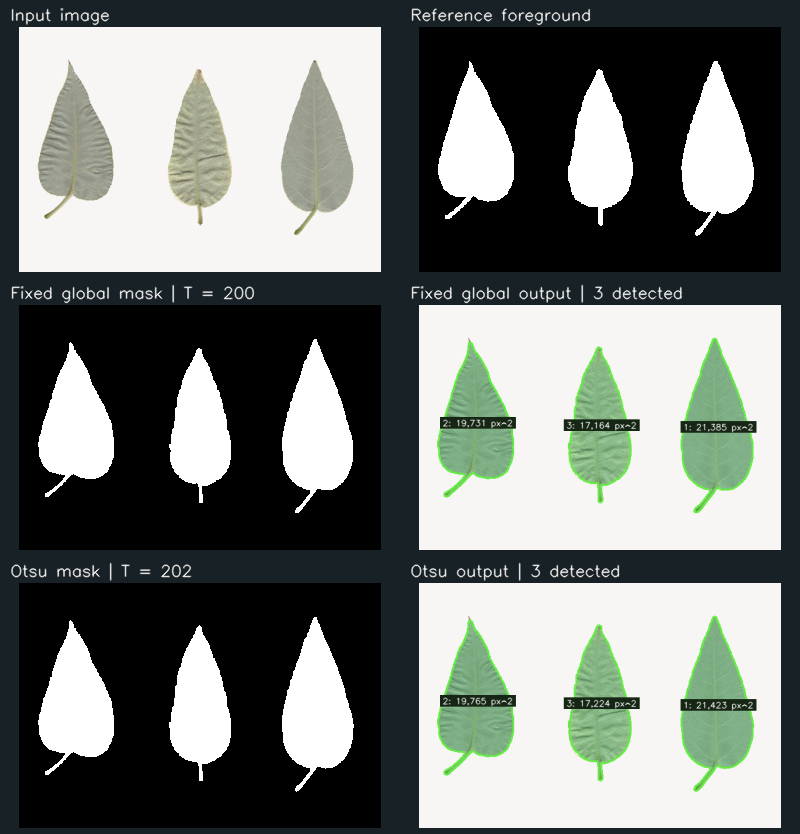 Input image
Reference foreground
Fixed global mask | T = 200
Fixed global output | 3 detected
2: 19,731 px^2
3: 17,164 px^2
1: 21,385 px^2
Otsu mask | T = 202
Otsu output | 3 detected
2: 19,765 px^2
3: 17,224 px^2
1: 21,423 px^2